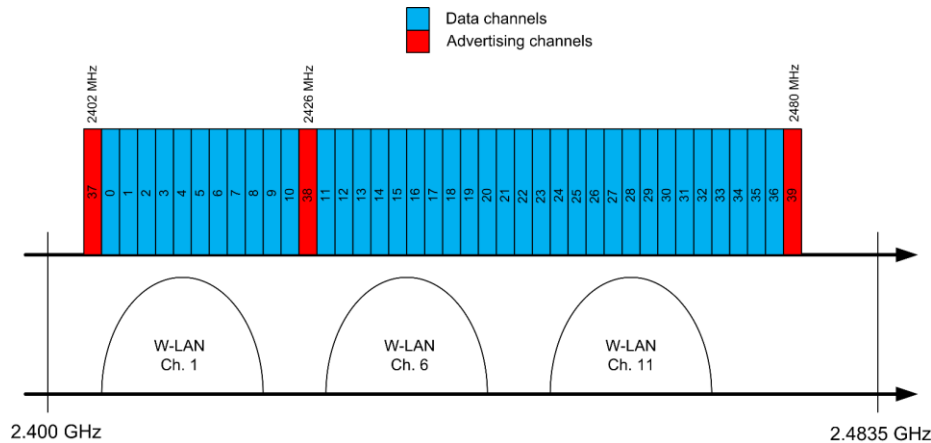 Data channels
Advertising channels
2402 MHz
2426 MHz
2480 MHz
37 0 1 2 3 4 5 6 7 8 9 10 38 11 12 13 14 15 16 17 18 19 20 21 22 23 24 25 26 27 28 29 30 31 32 33 34 35 36 39
W-LAN
Ch. 1
W-LAN
Ch. 6
W-LAN
Ch. 11
2.400 GHz
2.4835 GHz